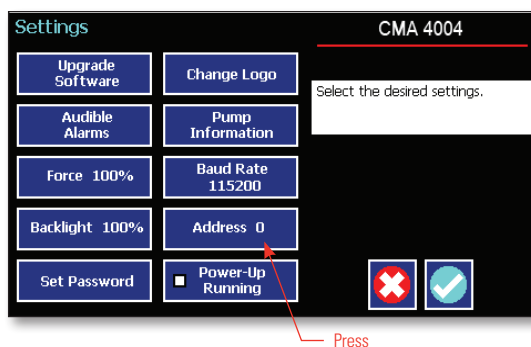 Settings
CMA 4004
Upgrade
Software
Change Logo
Select the desired settings.
Audible
Alarms
Pump
Information
Force 100%
Baud Rate
115200
Backlight 100%
Address 0
Set Password
Power-Up
Running
Press